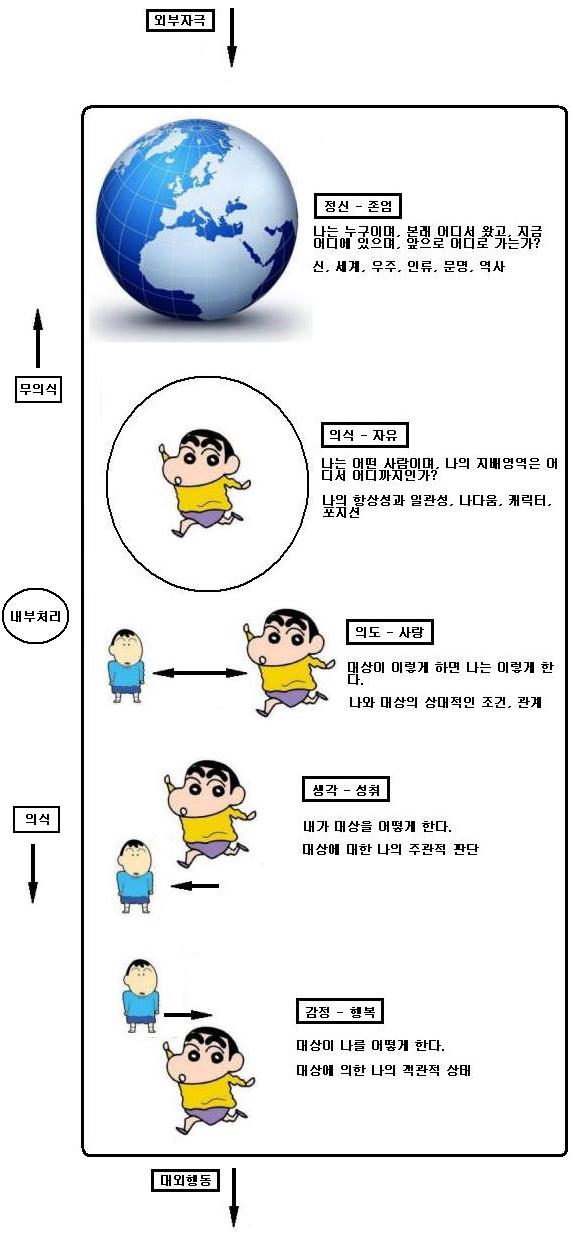 외부자극
정신 - 존엄
나는 누구이며, 본래 어디서 왔고, 지금
어디에 있으며, 앞으로 어디로 가는가?
신, 세계, 우주, 인류, 문명, 역사
무의식
의식 - 자유
나는 어떤 사람이며, 나의 지배영역은 어
디서 어디까지인가?
나의 항상성과 일관성, 나다움, 캐릭터,
포지션
내부처리
의도 - 사랑
대상이 이렇게 하면 나는 이렇게 한
다.
나와 대상의 상대적인 조건, 관계
생각 - 성취
의식
내가 대상을 어떻게 한다.
대상에 대한 나의 주관적 판단
감정 - 행복
대상이 나를 어떻게 한다.
대상에 의한 나의 객관적 상태
대외행동